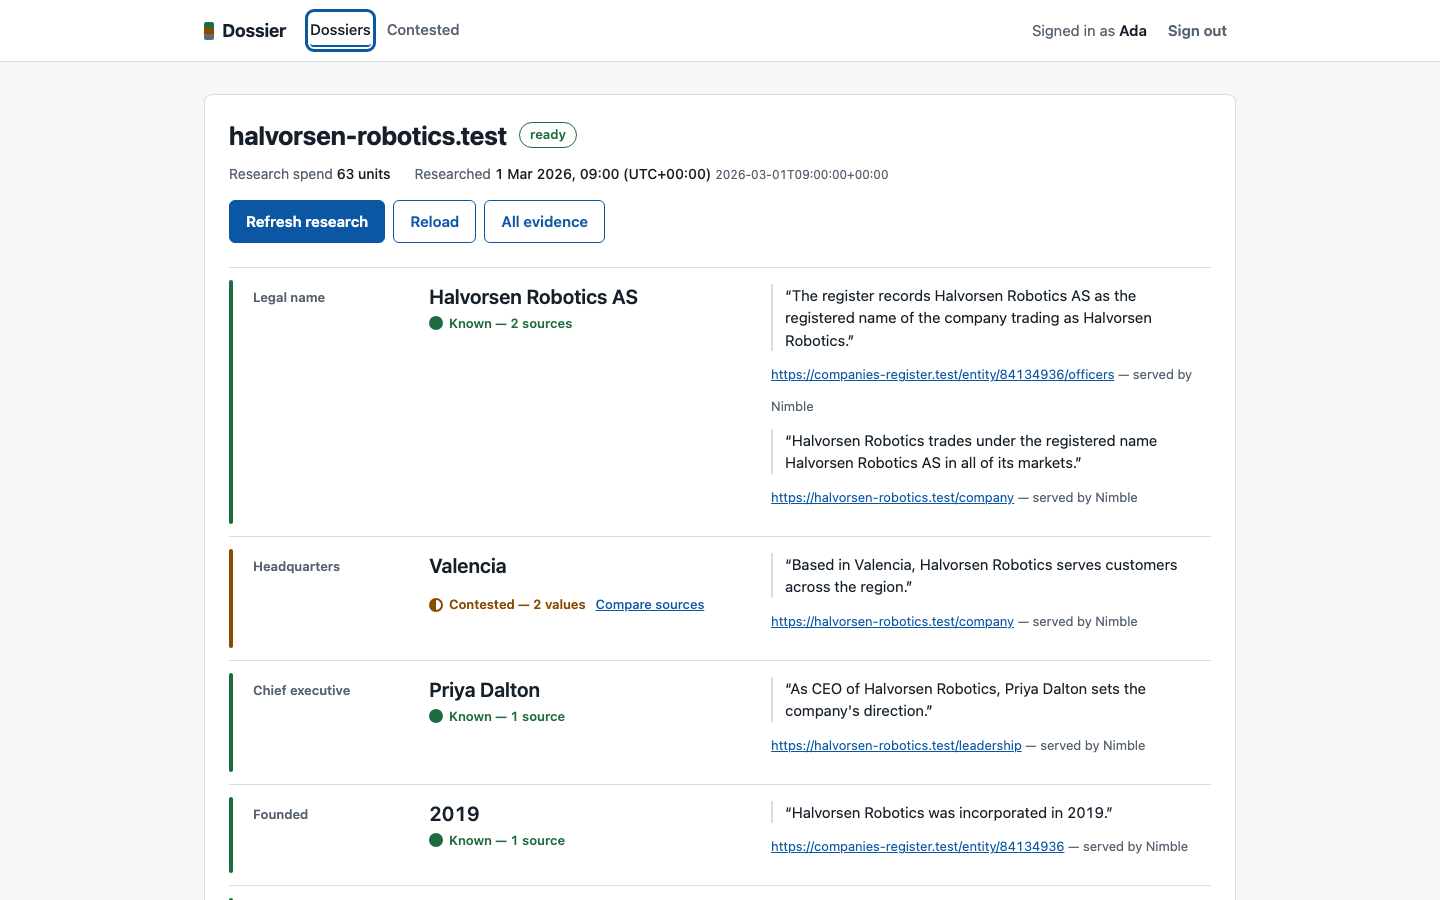 Dossier Dossiers Contested Signed in as Ada Sign out
halvorsen-robotics.test ready
Research spend 63 units Researched 1 Mar 2026, 09:00 (UTC+00:00) 2026-03-01T09:00:00+00:00
Refresh research Reload All evidence
Legal name
Halvorsen Robotics AS
Known — 2 sources
“The register records Halvorsen Robotics AS as the
registered name of the company trading as Halvorsen
Robotics.”
https://companies-register.test/entity/84134936/officers — served by
Nimble
“Halvorsen Robotics trades under the registered name
Halvorsen Robotics AS in all of its markets.”
https://halvorsen-robotics.test/company — served by Nimble
Headquarters
Valencia
Contested — 2 values Compare sources
“Based in Valencia, Halvorsen Robotics serves customers
across the region.”
https://halvorsen-robotics.test/company — served by Nimble
Chief executive
Priya Dalton
Known — 1 source
“As CEO of Halvorsen Robotics, Priya Dalton sets the
company's direction.”
https://halvorsen-robotics.test/leadership — served by Nimble
Founded
2019
Known — 1 source
“Halvorsen Robotics was incorporated in 2019.”
https://companies-register.test/entity/84134936 — served by Nimble